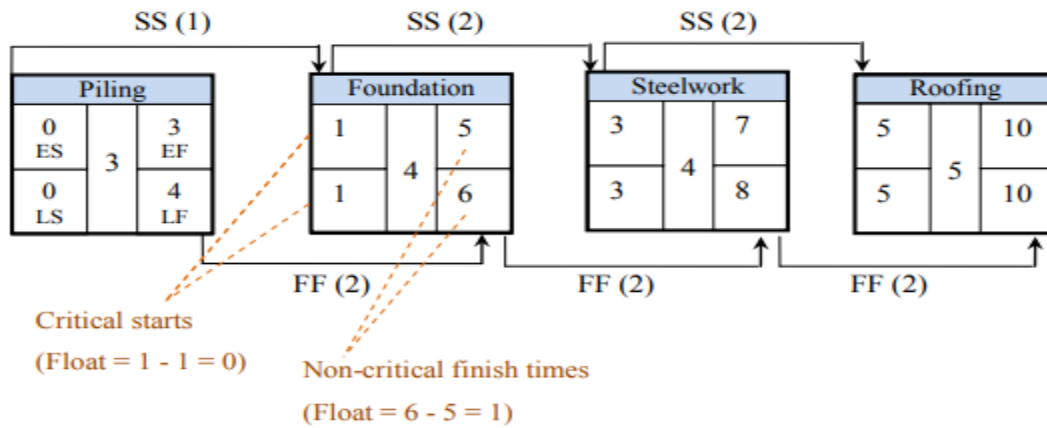 SS (1) SS (2) SS (2)
Piling Foundation Steelwork Roofing
0 3 1 5 3 7 5 10
ES EF
3 4 4 5
0 4 1 6 3 8 5 10
LS LF
FF (2) FF (2) FF (2)
Critical starts
(Float = 1 - 1 = 0)
Non-critical finish times
(Float = 6 - 5 = 1)